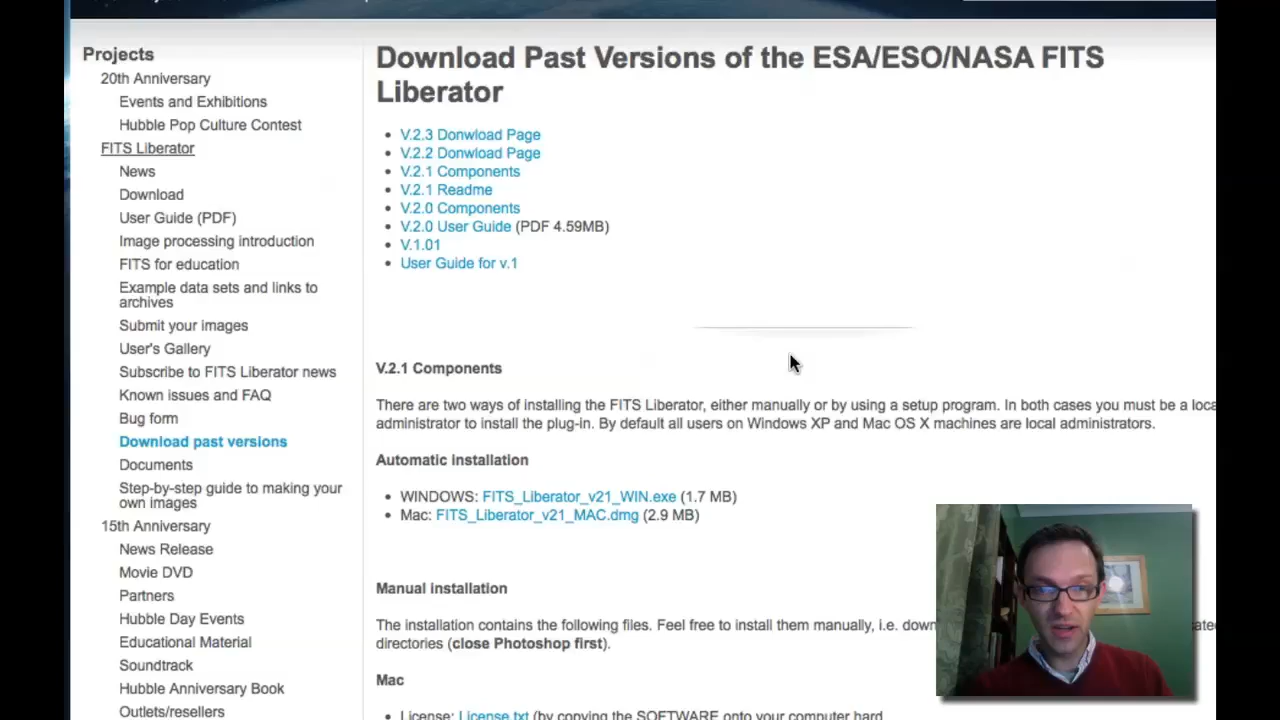 Projects
20th Anniversary
Events and Exhibitions
Hubble Pop Culture Contest
FITS Liberator
News
Download
User Guide (PDF)
Image processing introduction
FITS for education
Example data sets and links to
archives
Submit your images
User's Gallery
Subscribe to FITS Liberator news
Known issues and FAQ
Bug form
Download past versions
Documents
Step-by-step guide to making your
own images
15th Anniversary
News Release
Movie DVD
Partners
Hubble Day Events
Educational Material
Soundtrack
Hubble Anniversary Book
Outlets/resellers
Download Past Versions of the ESA/ESO/NASA FITS
Liberator
V.2.3 Donwload Page
V.2.2 Donwload Page
V.2.1 Components
V.2.1 Readme
V.2.0 Components
V.2.0 User Guide (PDF 4.59MB)
V.1.01
User Guide for v.1
V.2.1 Components
There are two ways of installing the FITS Liberator, either manually or by using a setup program. In both cases you must be a loca
administrator to install the plug-in. By default all users on Windows XP and Mac OS X machines are local administrators.
Automatic installation
WINDOWS: FITS_Liberator_v21_WIN.exe (1.7 MB)
Mac: FITS_Liberator_v21_MAC.dmg (2.9 MB)
Manual installation
The installation contains the following files. Feel free to install them manually, i.e. down
directories (close Photoshop first).
Mac
License: License.txt (by copying the SOFTWARE onto your computer hard